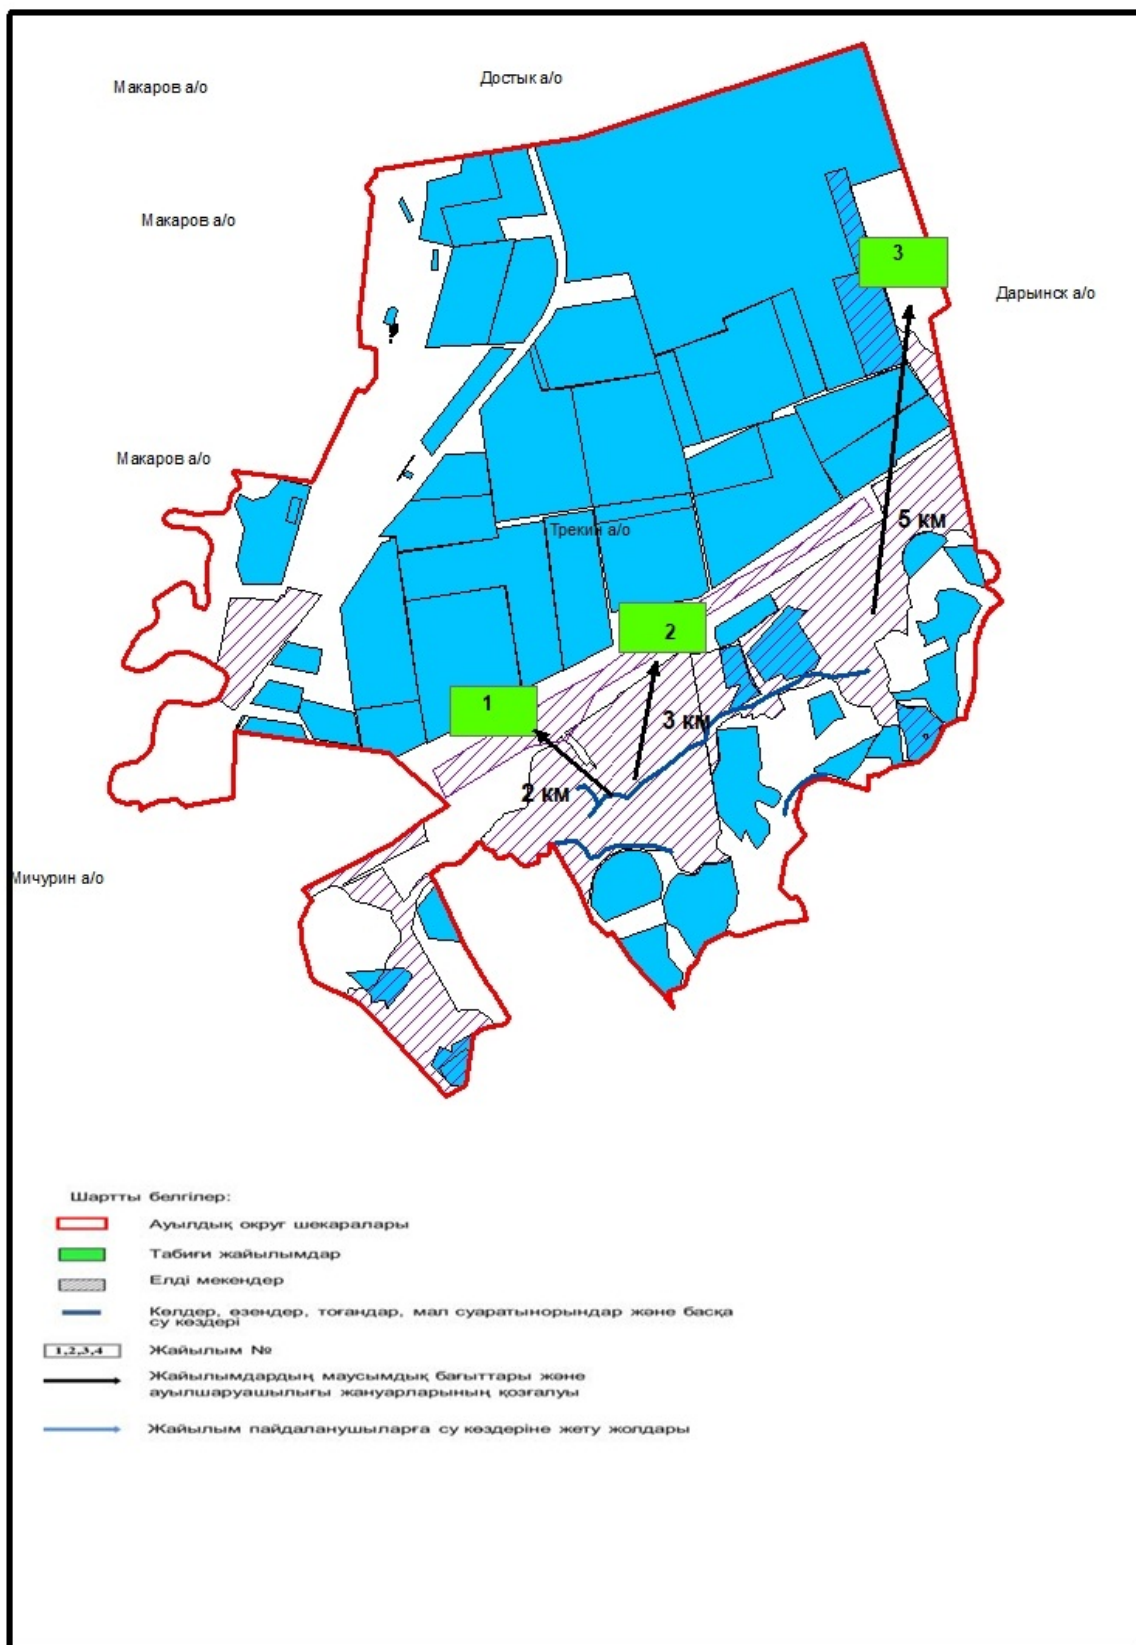 Достык а/о
Макаров а/о
Макаров а/о
3
Дарьинск а/о
Макаров а/о
5 км
Трекин а/о
2
1
3 км
2 км
Мичурин а/о
Шартты белгілер:
Ауылдық округ шекаралары
Табиғи жайылымдар
Елді мекендер
Көлдер, өзендер, тоғандар, мал суаратынорындар және басқа
су көздері
1,2,3,4 Жайылым №
Жайылымдардың маусымдық бағыттары және
ауылшаруашылығы жануарларының қозғалуы
Жайылым пайдаланушыларға су көздеріне жету жолдары